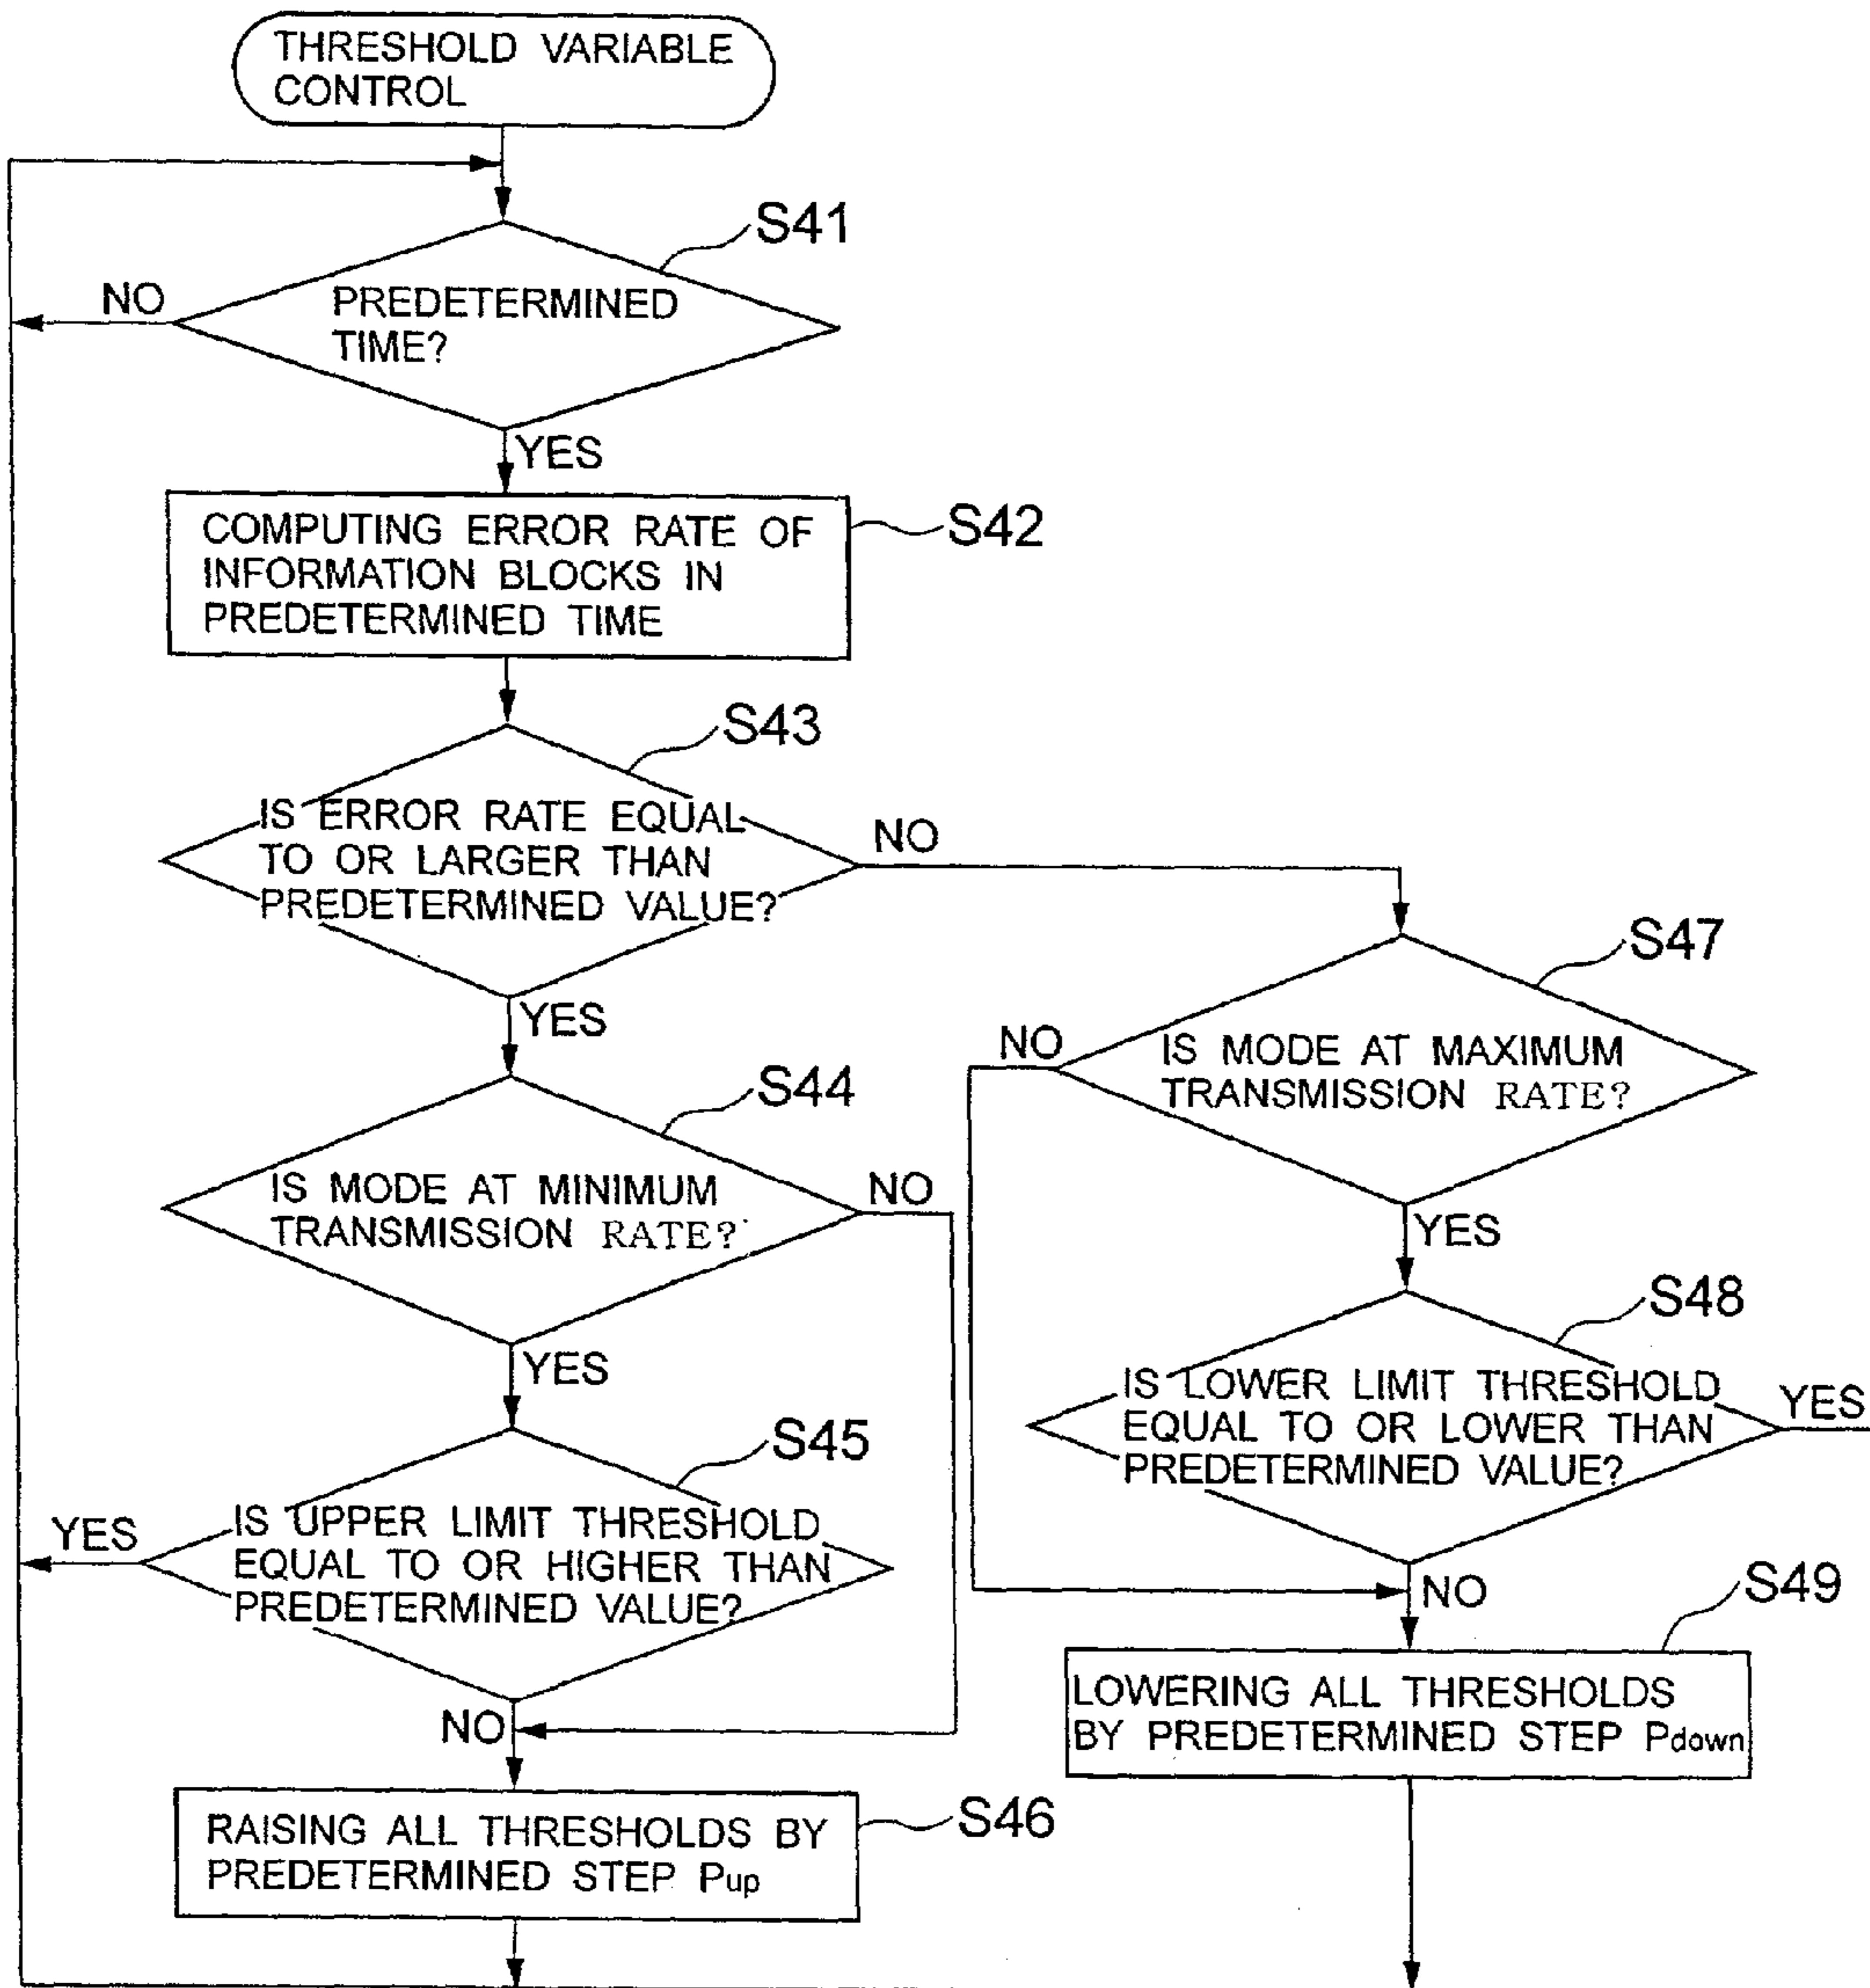 THRESHOLD VARIABLE
CONTROL
S41
NO
PREDETERMINED
TIME?
YES
S42
COMPUTING ERROR RATE OF
INFORMATION BLOCKS IN
PREDETERMINED TIME
S43
IS ERROR RATE EQUAL
TO OR LARGER THAN
PREDETERMINED VALUE?
NO
YES
S44
IS MODE AT MINIMUM
TRANSMISSION RATE?
NO
YES
S45
YES
IS UPPER LIMIT THRESHOLD
EQUAL TO OR HIGHER THAN
PREDETERMINED VALUE?
NO
S46
RAISING ALL THRESHOLDS BY
PREDETERMINED STEP Pup
S47
NO
IS MODE AT MAXIMUM
TRANSMISSION RATE?
YES
S48
IS LOWER LIMIT THRESHOLD
EQUAL TO OR LOWER THAN
PREDETERMINED VALUE?
YES
NO
S49
LOWERING ALL THRESHOLDS
BY PREDETERMINED STEP Pdown